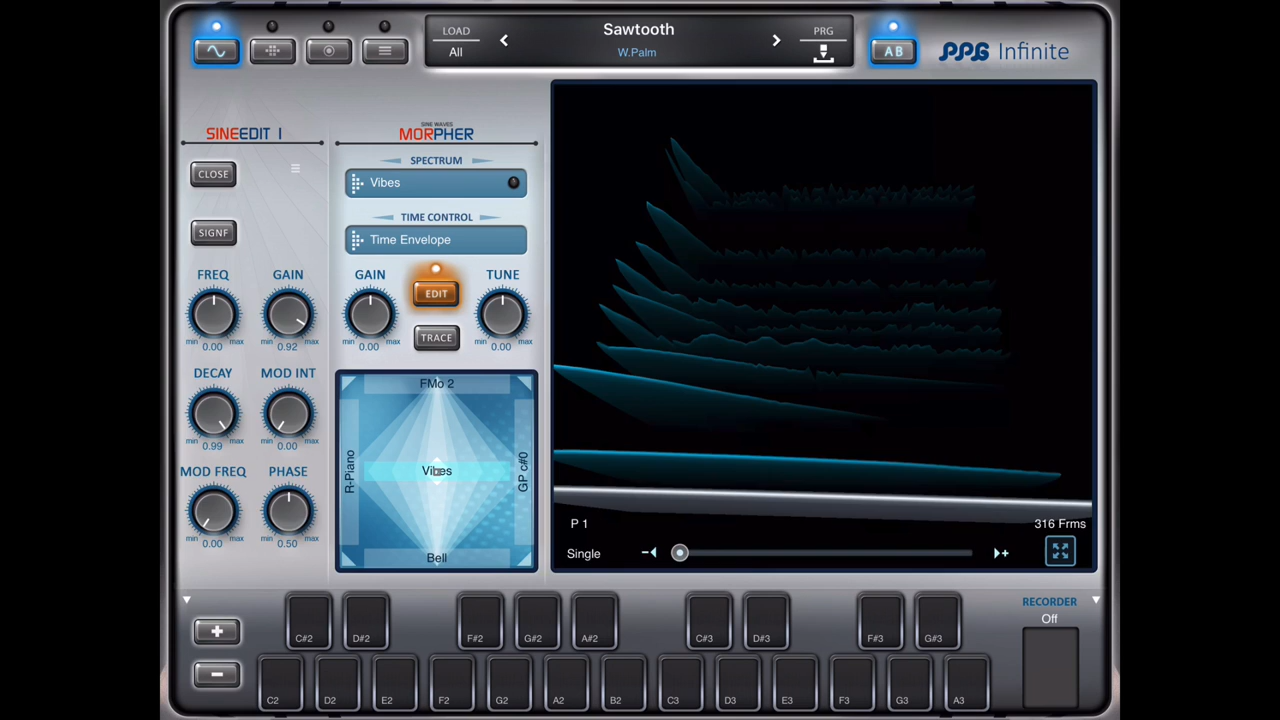 LOAD
All
Sawtooth
W.Palm
PRG
AB
PPG Infinite
SINEEDIT 1
CLOSE
SIGNF
FREQ
GAIN
min max
0.00
min max
0.92
DECAY
MOD INT
min max
0.99
min max
0.00
MOD FREQ
PHASE
min max
0.00
min max
0.50
SINE WAVES
MORPHER
SPECTRUM
Vibes
TIME CONTROL
Time Envelope
GAIN
EDIT
TUNE
TRACE
min max
0.00
min max
0.00
FMo 2
R-Piano
Vibes
GP c#0
Bell
P 1
316 Frms
Single
RECORDER
Off
C#2
D#2
F#2
G#2
A#2
C#3
D#3
F#3
G#3
C2
D2
E2
F2
G2
A2
B2
C3
D3
E3
F3
G3
A3